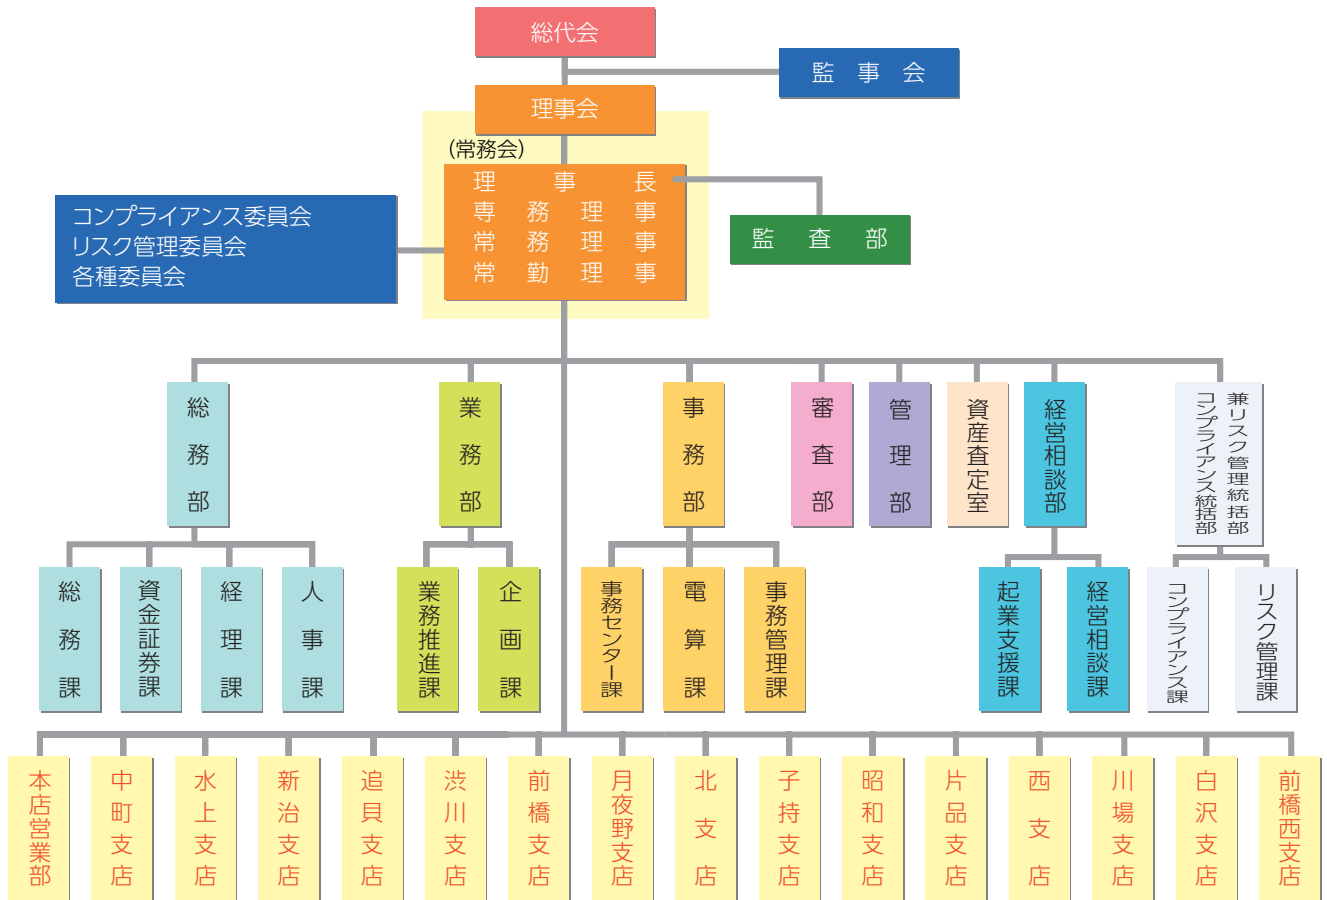 総代会
監事会
理事会
(常務会)
理事長
専務理事
常務理事
常勤理事
コンプライアンス委員会
リスク管理委員会
各種委員会
監査部
総務部
業務部
事務部
審査部
管理部
資産査定室
経営相談部
兼リスク管理統括部
コンプライアンス統括部
総務課
資金証券課
経理課
人事課
業務推進課
企画課
事務センター課
電算課
事務管理課
起業支援課
経営相談課
コンプライアンス課
リスク管理課
本店営業部
中町支店
水上支店
新治支店
追貝支店
渋川支店
前橋支店
月夜野支店
北支店
子持支店
昭和支店
片品支店
西支店
川場支店
白沢支店
前橋西支店